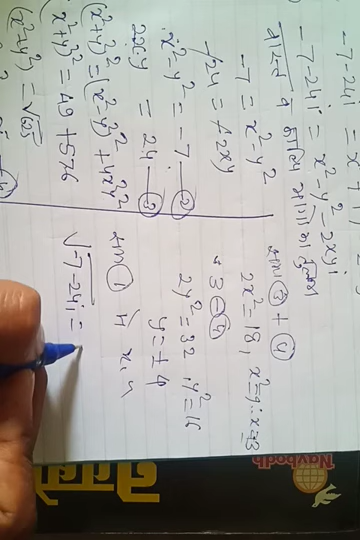 -7-24i = x²-y²-2xyi
वास्तव व काल्पनिक भागों की तुलना
-7 = x²-y²
-24 = -2xy
x²-y² = -7 —②
2xy = 24 —③
(x²+y²)² = (x²-y²)² + 4x²y²
(x²+y²)² = 49 + 576
(x²+y²) = √625
③ + ④
2x² = 18, x² = 9 ∴ x = ±3
③ - ④
2y² = 32, y² = 16
y = ± 4
① में x, y
√-7-24i =
Navbodh